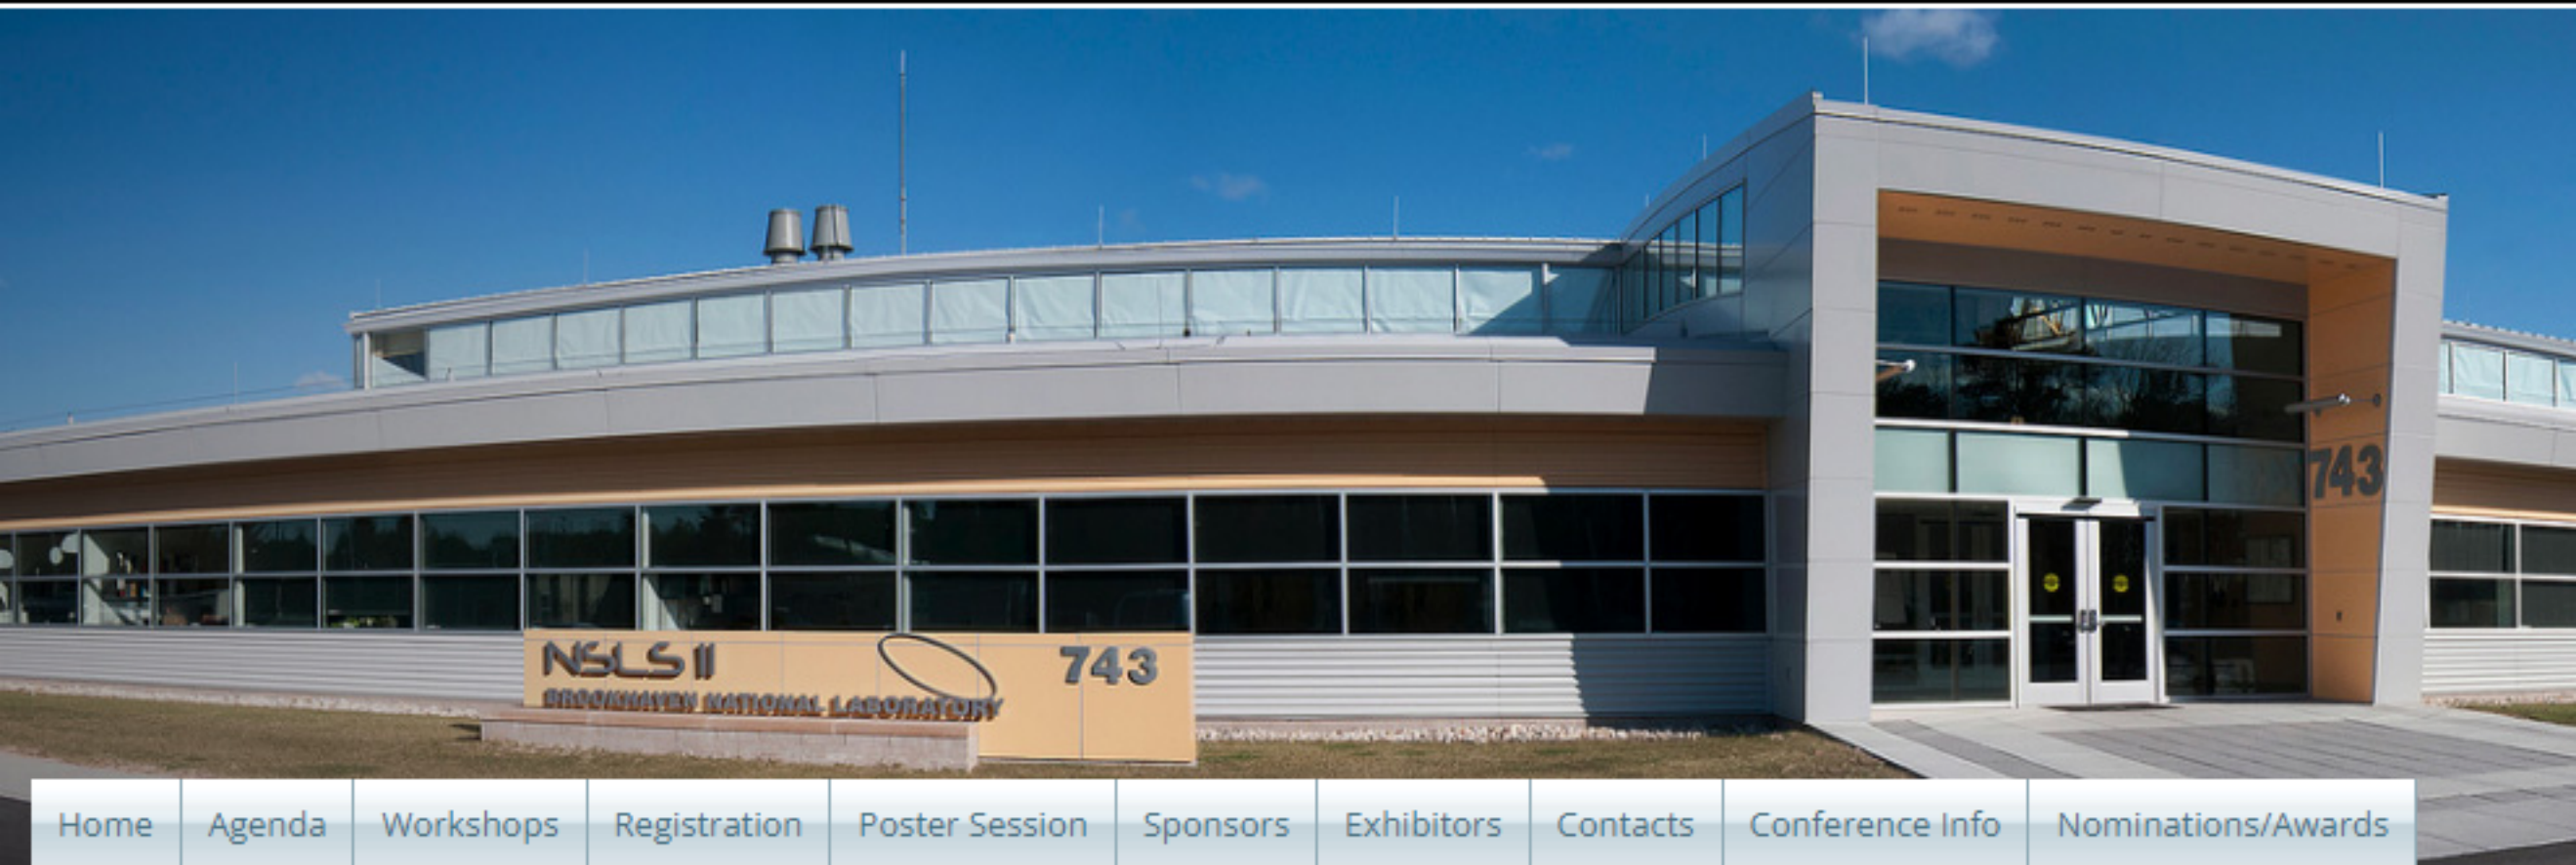 743
NSLS II
743
BROOKHAVEN NATIONAL LABORATORY
Home
Agenda
Workshops
Registration
Poster Session
Sponsors
Exhibitors
Contacts
Conference Info
Nominations/Awards